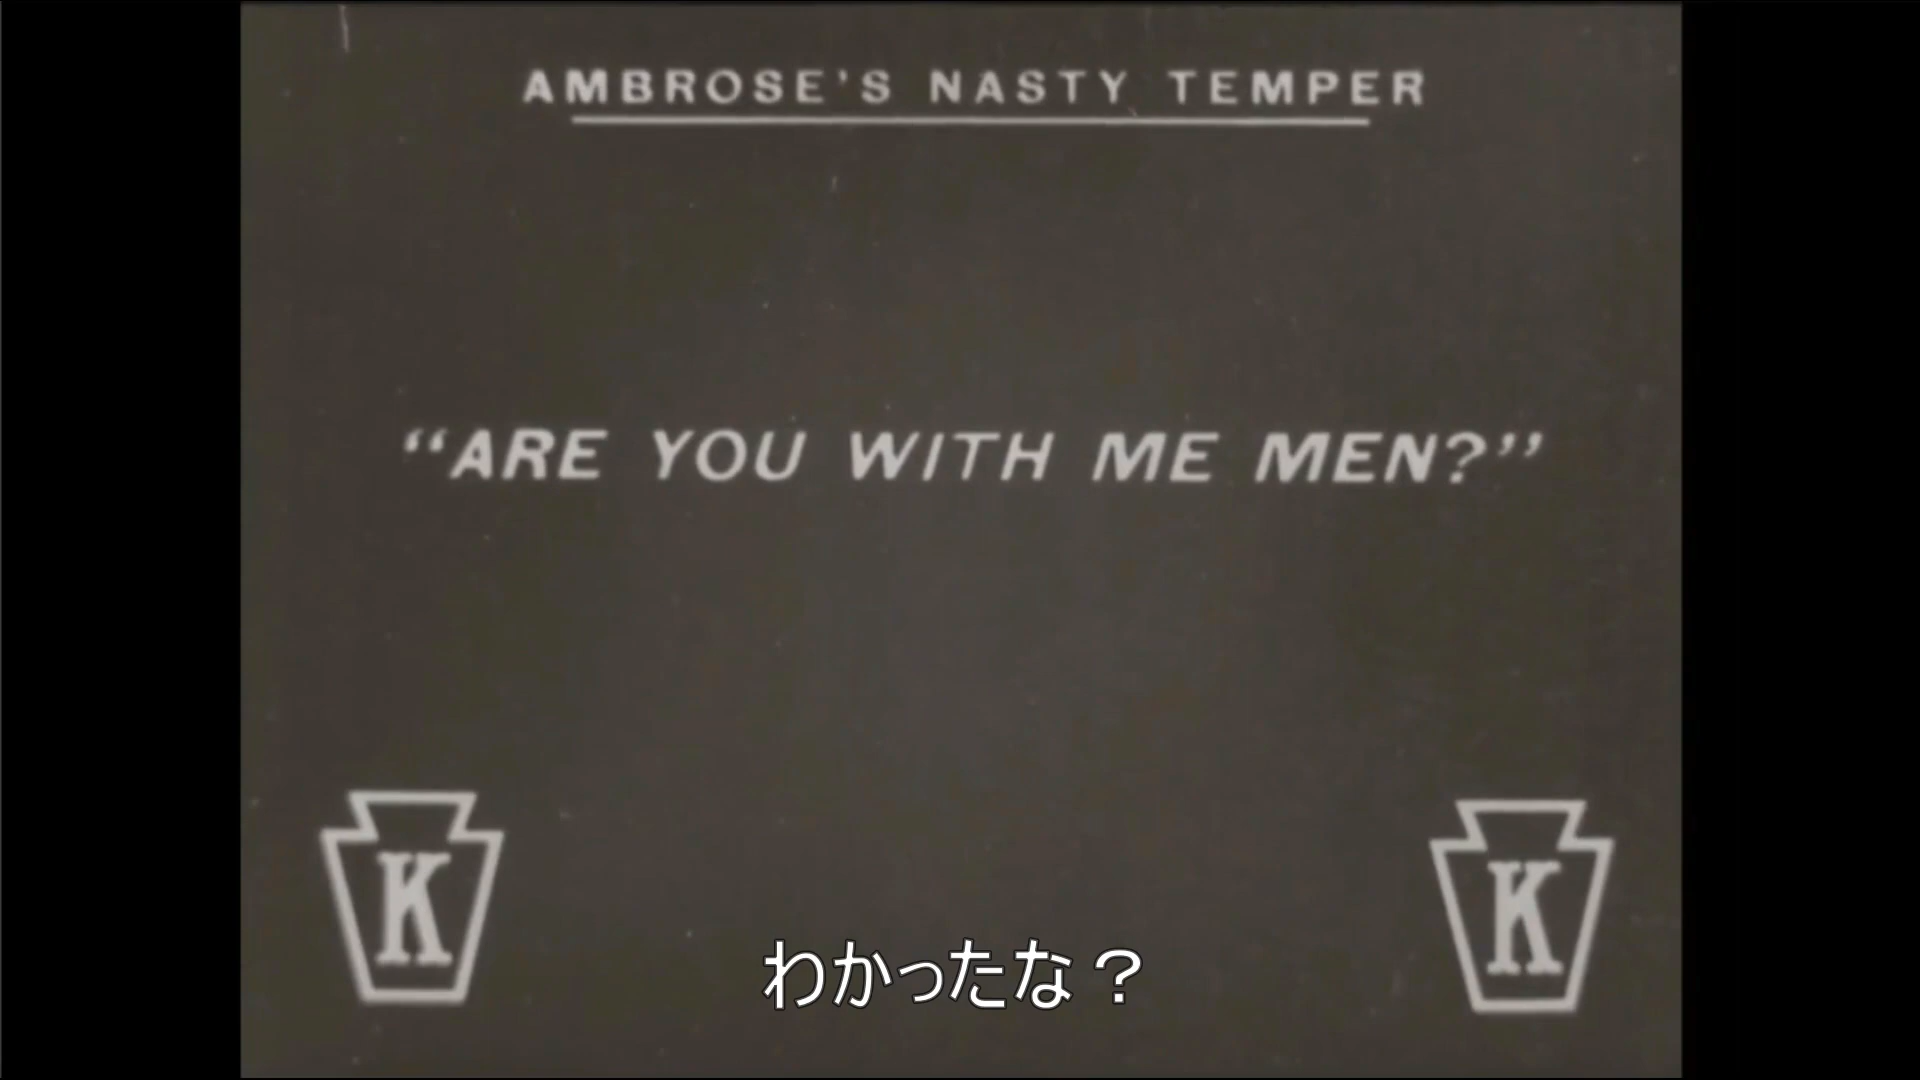 AMBROSE'S NASTY TEMPER
"ARE YOU WITH ME MEN?"
K
K
わかったな？